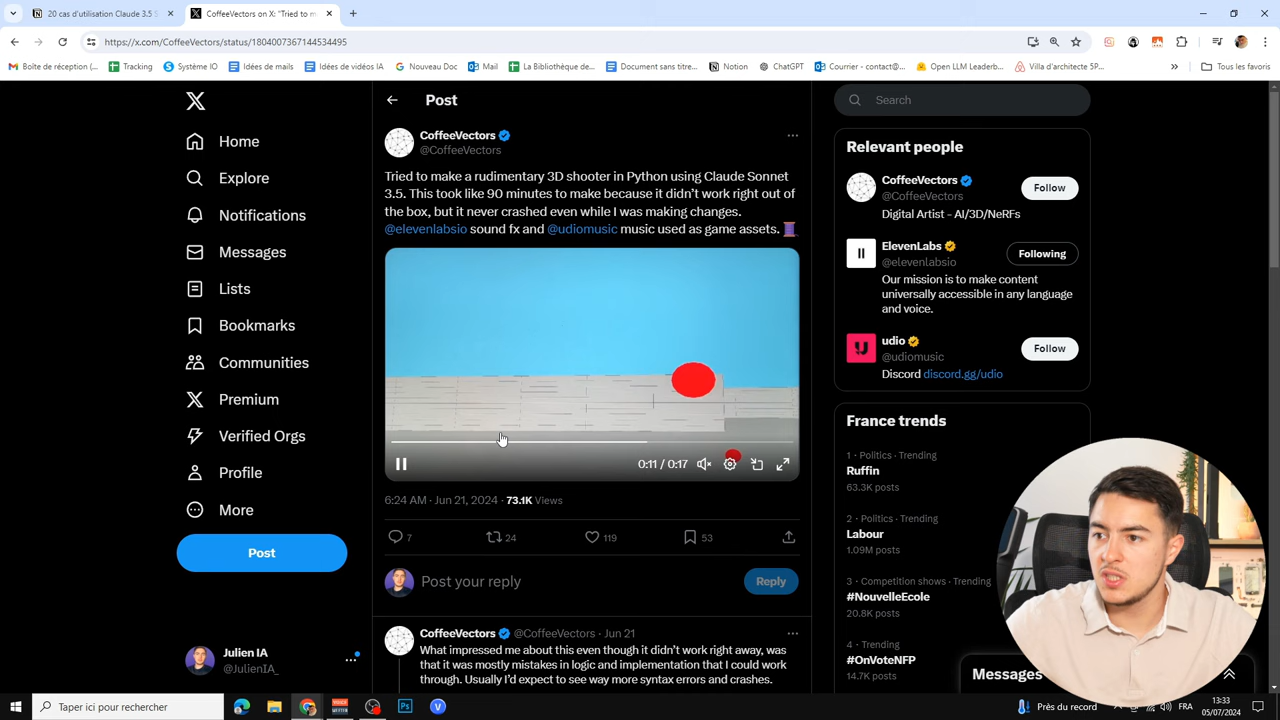 20 cas d'utilisation Claude 3.5 S
CoffeeVectors on X: "Tried to m
https://x.com/CoffeeVectors/status/1804007367144534495
Boîte de réception (...
Tracking
Système IO
Idées de mails
Idées de vidéos IA
Nouveau Doc
Mail
La Bibliothèque de...
Document sans titre...
Notion
ChatGPT
Courrier - contact@...
Open LLM Leaderb...
Villa d'architecte 5P...
Tous les favoris
Home
Explore
Notifications
Messages
Lists
Bookmarks
Communities
Premium
Verified Orgs
Profile
More
Post
Julien IA
@JulienIA_
Post
CoffeeVectors
@CoffeeVectors
Tried to make a rudimentary 3D shooter in Python using Claude Sonnet
3.5. This took like 90 minutes to make because it didn't work right out of
the box, but it never crashed even while I was making changes.
@elevenlabsio sound fx and @udiomusic music used as game assets.
0:11 / 0:17
6:24 AM · Jun 21, 2024 · 73.1K Views
7 24 119 53
Post your reply
Reply
CoffeeVectors @CoffeeVectors · Jun 21
What impressed me about this even though it didn't work right away, was
that it was mostly mistakes in logic and implementation that I could work
through. Usually I'd expect to see way more syntax errors and crashes.
Search
Relevant people
CoffeeVectors
@CoffeeVectors
Follow
Digital Artist - AI/3D/NeRFs
ElevenLabs
@elevenlabsio
Following
Our mission is to make content
universally accessible in any language
and voice.
udio
@udiomusic
Follow
Discord discord.gg/udio
France trends
1 · Politics · Trending
Ruffin
63.3K posts
2 · Politics · Trending
Labour
1.09M posts
3 · Competition shows · Trending
#NouvelleEcole
20.8K posts
4 · Trending
#OnVoteNFP
14.7K posts
Messages
Taper ici pour rechercher
Ps
V
Près du record
FRA
13:33
05/07/2024